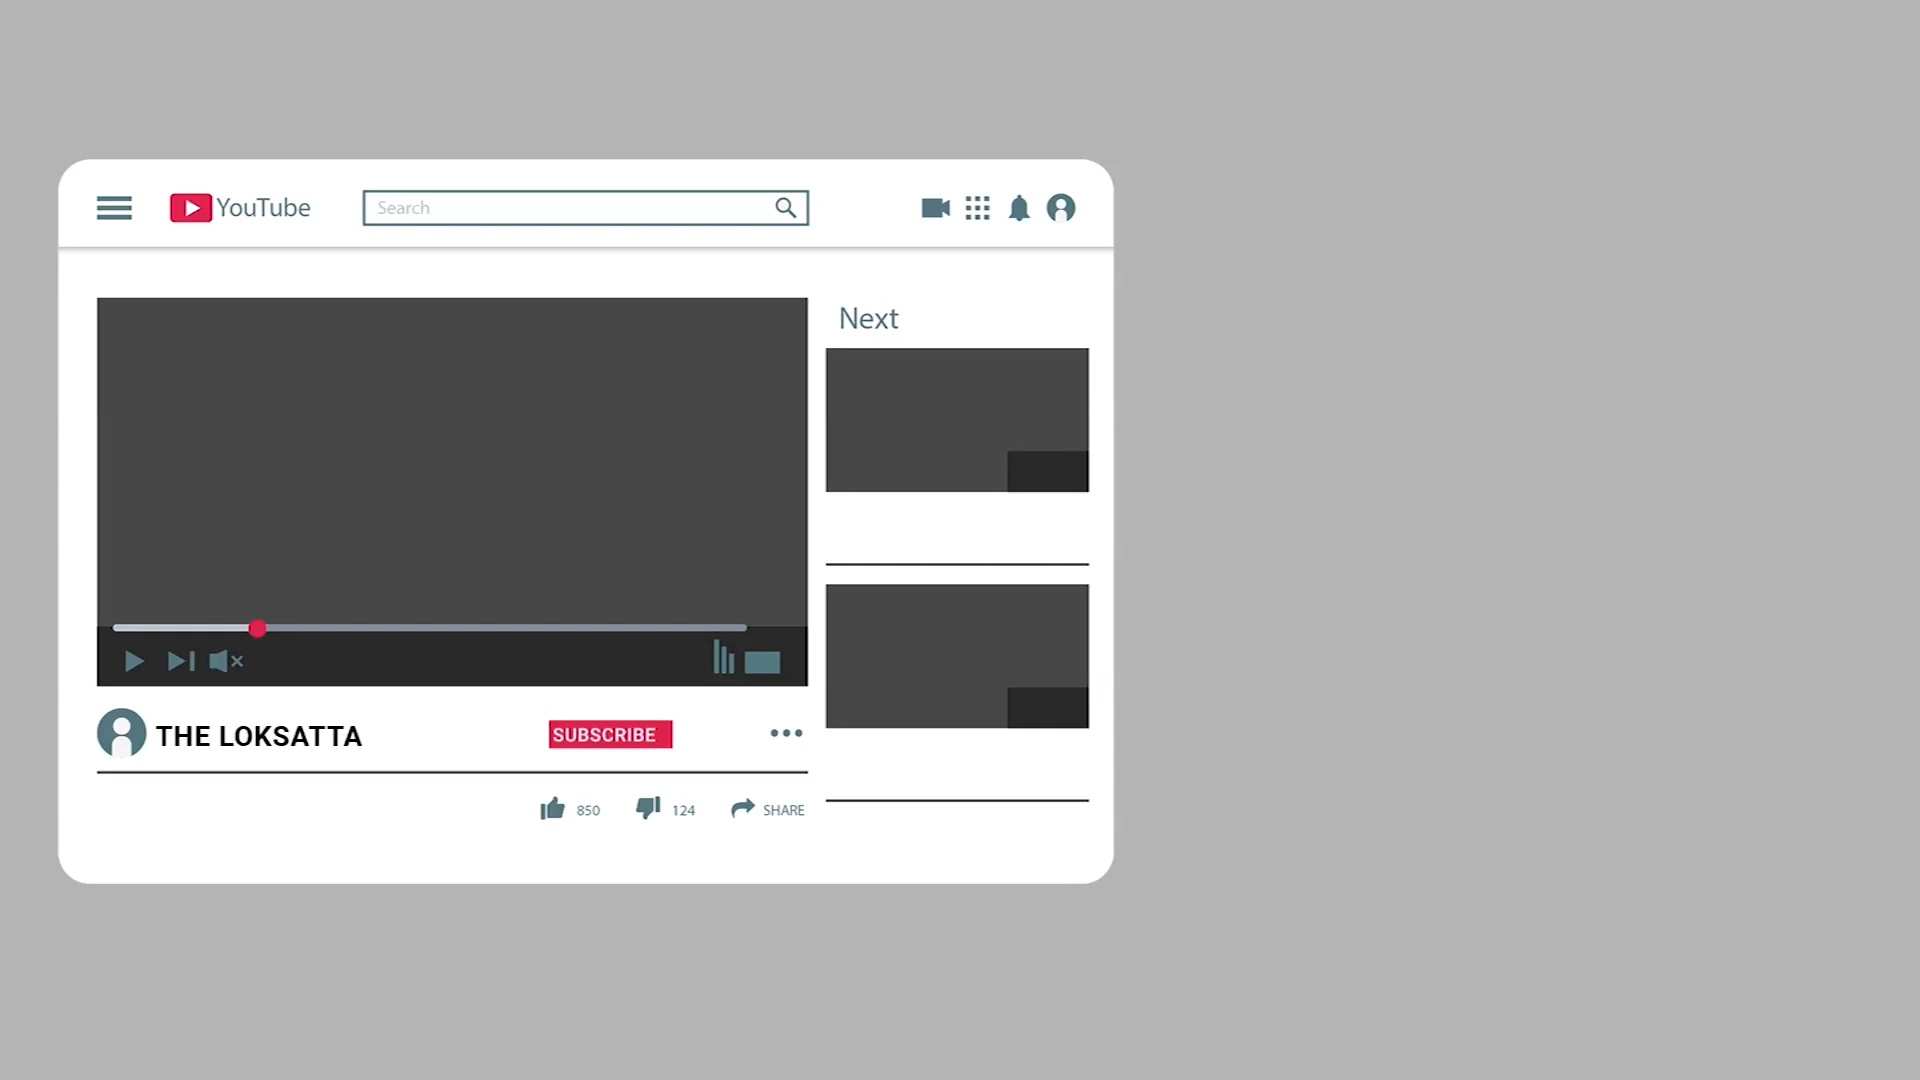 YouTube
Search
Next
THE LOKSATTA
SUBSCRIBE
850
124
SHARE